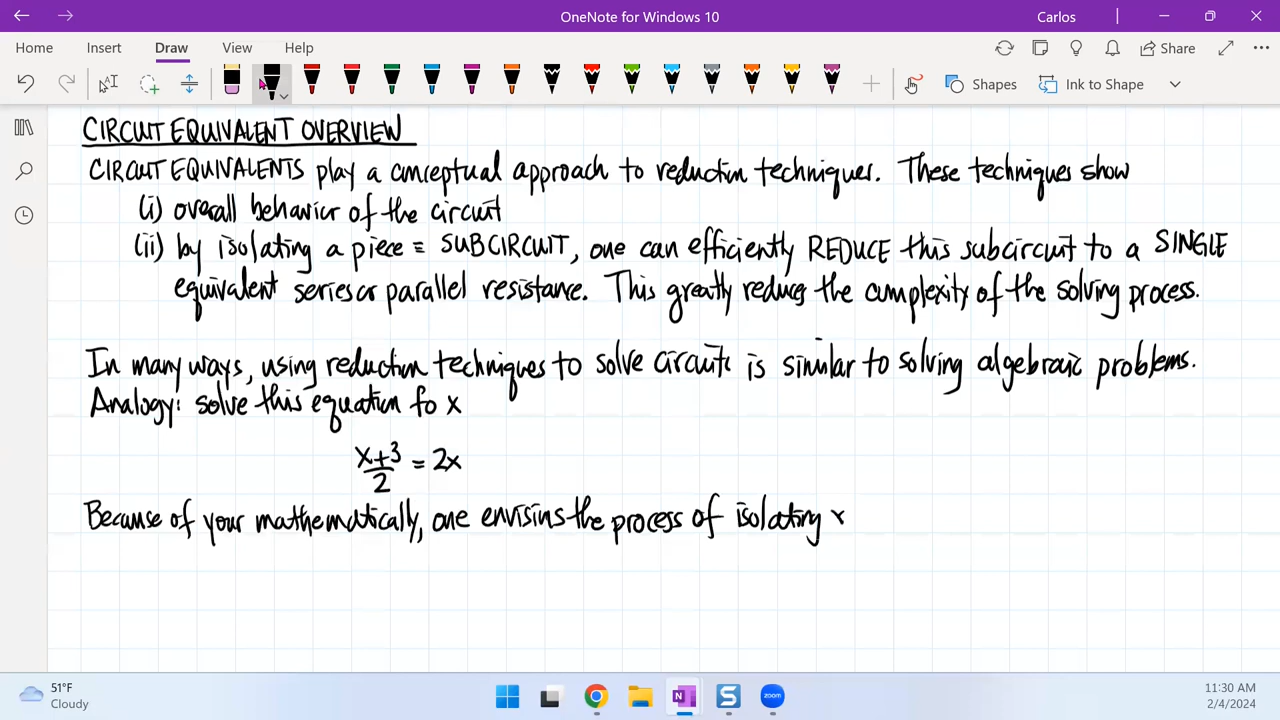 OneNote for Windows 10
Carlos
Home Insert Draw View Help
Share
Shapes
Ink to Shape
CIRCUIT EQUIVALENT OVERVIEW
CIRCUIT EQUIVALENTS play a conceptual approach to reduction techniques. These techniques show
(i) overall behavior of the circuit
(ii) by isolating a piece ≡ SUBCIRCUIT, one can efficiently REDUCE this subcircuit to a SINGLE
equivalent series or parallel resistance. This greatly reduces the complexity of the solving process.
In many ways, using reduction techniques to solve circuits is similar to solving algebraic problems.
Analogy: solve this equation fo x
x+3/2 = 2x
Because of your mathematically, one envisins the process of isolating x
51°F
Cloudy
zoom
11:30 AM
2/4/2024